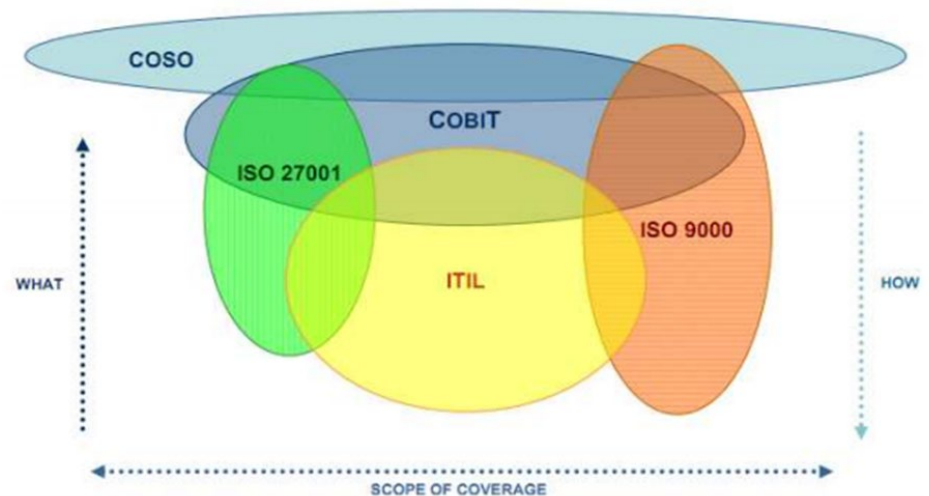 COSO
COBIT
ISO 27001
ISO 9000
ITIL
WHAT
HOW
SCOPE OF COVERAGE